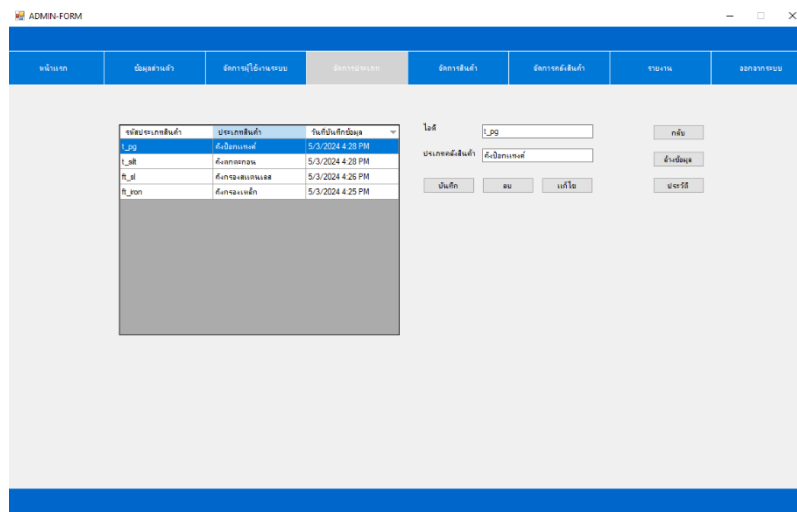 ADMIN-FORM
หน้าแรก ข้อมูลส่วนตัว จัดการผู้ใช้งานระบบ จัดการประเภท จัดการสินค้า จัดการคลังสินค้า รายงาน ออกจากระบบ
รหัสประเภทสินค้า ประเภทสินค้า วันที่บันทึกข้อมูล
t_pg ถังป๊อกแทงค์ 5/3/2024 4:28 PM
t_slt ถังตกตะกอน 5/3/2024 4:28 PM
ft_sl ถังกรองสแตนเลส 5/3/2024 4:26 PM
ft_iron ถังกรองเหล็ก 5/3/2024 4:25 PM
ไอดี t_pg
ประเภทคลังสินค้า ถังป๊อกแทงค์
บันทึก ลบ แก้ไข
กลับ
ล้างข้อมูล
ประวัติ